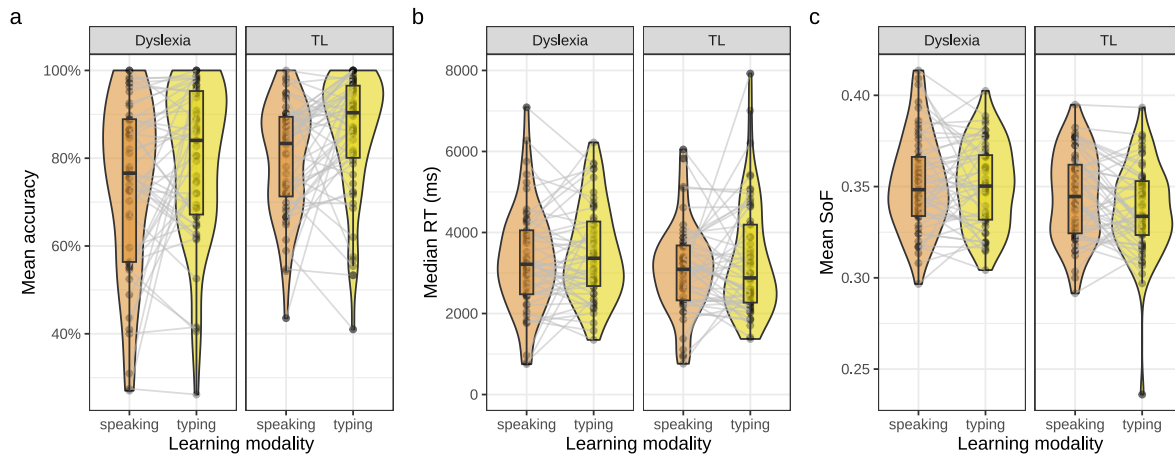 a
Dyslexia
TL
Mean accuracy
100%
80%
60%
40%
speaking
typing
speaking
typing
Learning modality
b
Dyslexia
TL
Median RT (ms)
8000
6000
4000
2000
0
speaking
typing
speaking
typing
Learning modality
c
Dyslexia
TL
Mean SoF
0.40
0.35
0.30
0.25
speaking
typing
speaking
typing
Learning modality